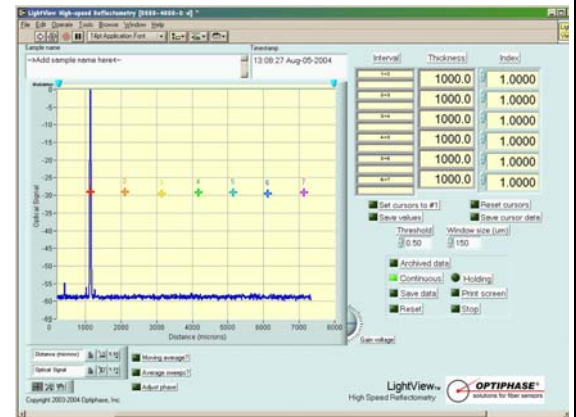 LightView High-speed Reflectometry
File Edit Operate Tools Browse Window Help
14pt Application Font
Sample name
Timestamp
->Add sample name here<-
13:08:27 Aug-05-2004
Interval
Thickness
Index
1000.0
1.0000
1000.0
1.0000
1000.0
1.0000
1000.0
1.0000
1000.0
1.0000
1000.0
1.0000
Optical Signal
0
-5
-10
-15
-20
-25
-30
-35
-40
-45
-50
-55
-60
-65
2
3
4
5
6
7
0 1000 2000 3000 4000 5000 6000 7000 8000
Distance (microns)
Set cursors to #1
Reset cursors
Save values
Save cursor data
Threshold
Window size (um)
0.50
150
Archived data
Continuous
Holding
Save data
Print screen
Reset
Stop
Gain voltage
Distance (microns)
Optical Signal
Moving average?
Average sweeps?
Adjust phase
Copyright 2003-2004 Optiphase, Inc.
LightView™
High Speed Reflectometry
OPTIPHASE®
solutions for fiber sensors